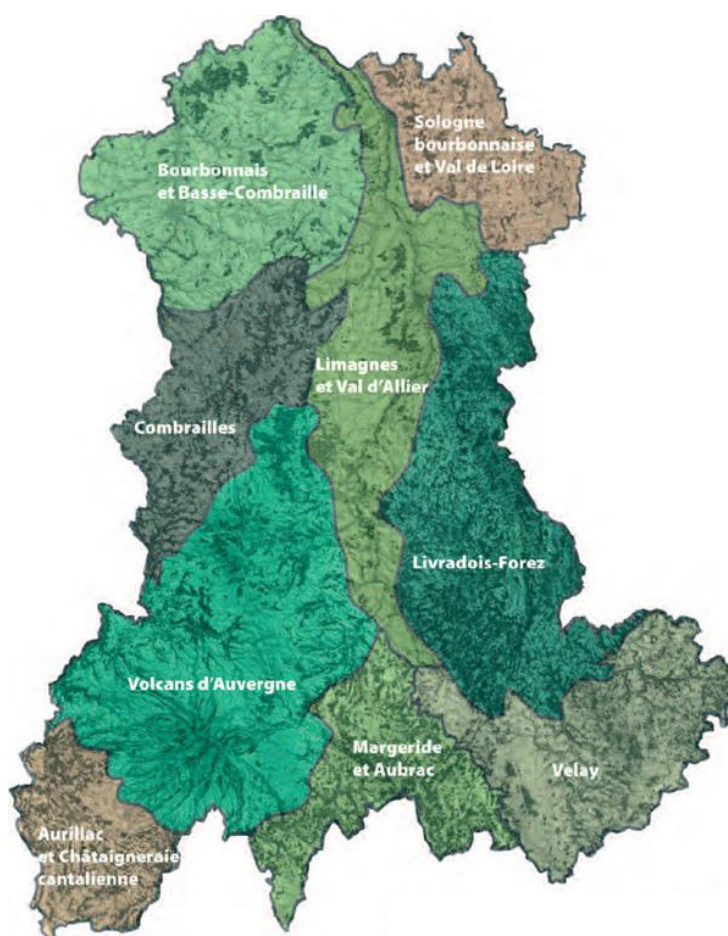 Sologne
bourbonnaise
et Val de Loire
Bourbonnais
et Basse-Combraille
Limagnes
et Val d'Allier
Combrailles
Livradois-Forez
Volcans d'Auvergne
Margeride
et Aubrac
Velay
Aurillac
et Châtaigneraie
cantalienne